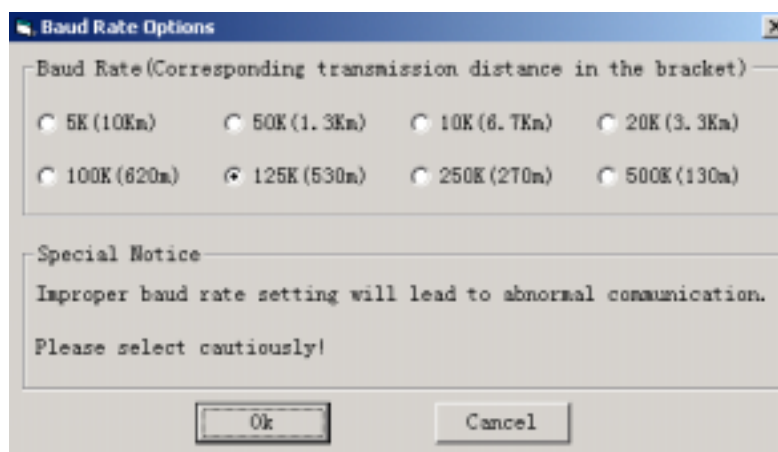 Baud Rate Options
Baud Rate(Corresponding transmission distance in the bracket)
5K(10Km) 50K(1.3Km) 10K(6.7Km) 20K(3.3Km)
100K(620m) 125K(530m) 250K(270m) 500K(130m)
Special Notice
Improper baud rate setting will lead to abnormal communication.
Please select cautiously!
Ok Cancel